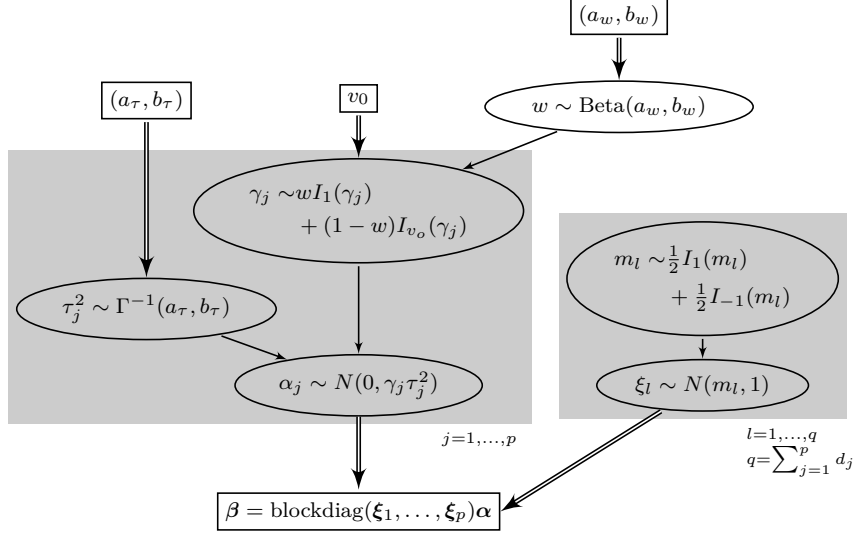 (a_w, b_w)
(a_τ, b_τ)
v_0
w ∼ Beta(a_w, b_w)
γ_j ∼wI_1(γ_j)
+ (1 − w)I_{v_o}(γ_j)
m_l ∼½I_1(m_l)
+ ½I_{−1}(m_l)
τ_j^2 ∼ Γ^{−1}(a_τ, b_τ)
α_j ∼ N(0, γ_jτ_j^2)
ξ_l ∼ N(m_l, 1)
j=1,...,p
l=1,...,q
q=∑_{j=1}^p d_j
β = blockdiag(ξ_1, . . . , ξ_p)α